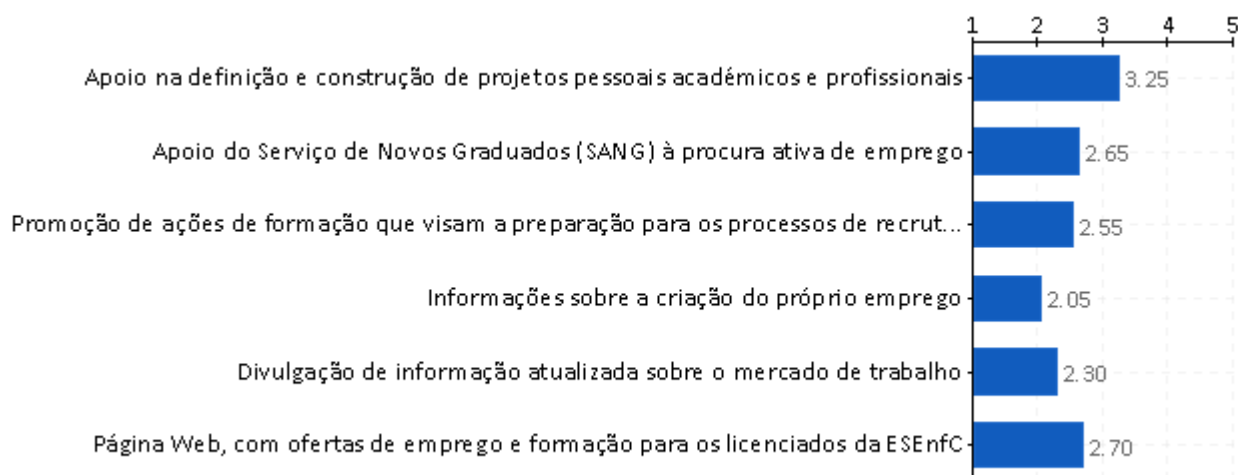 1 2 3 4 5
Apoio na definição e construção de projetos pessoais académicos e profissionais 3.25
Apoio do Serviço de Novos Graduados (SANG) à procura ativa de emprego 2.65
Promoção de ações de formação que visam a preparação para os processos de recrut... 2.55
Informações sobre a criação do próprio emprego 2.05
Divulgação de informação atualizada sobre o mercado de trabalho 2.30
Página Web, com ofertas de emprego e formação para os licenciados da ESEnfC 2.70